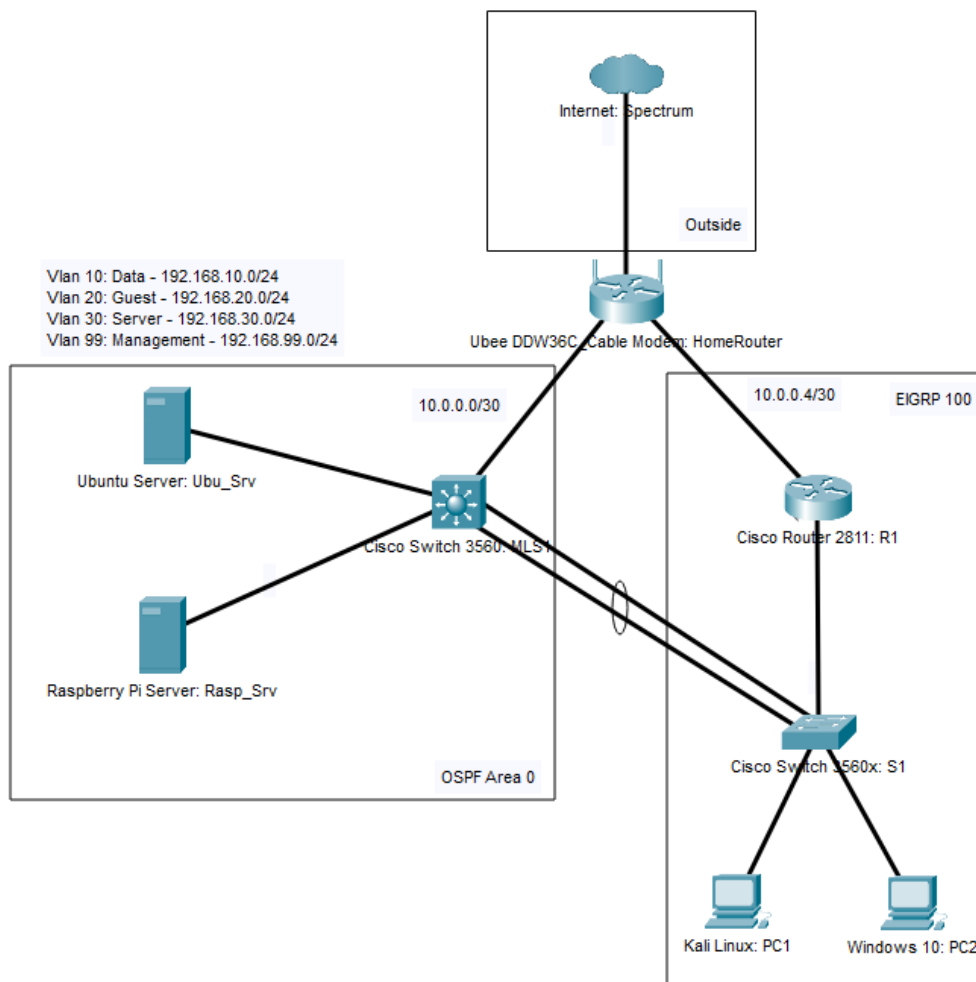 Internet: Spectrum
Outside
Vlan 10: Data - 192.168.10.0/24
Vlan 20: Guest - 192.168.20.0/24
Vlan 30: Server - 192.168.30.0/24
Vlan 99: Management - 192.168.99.0/24
Ubee DDW36C_Cable Modem: HomeRouter
10.0.0.0/30
10.0.0.4/30
EIGRP 100
Ubuntu Server: Ubu_Srv
Cisco Switch 3560: MLS1
Cisco Router 2811: R1
Raspberry Pi Server: Rasp_Srv
OSPF Area 0
Cisco Switch 3560x: S1
Kali Linux: PC1
Windows 10: PC2